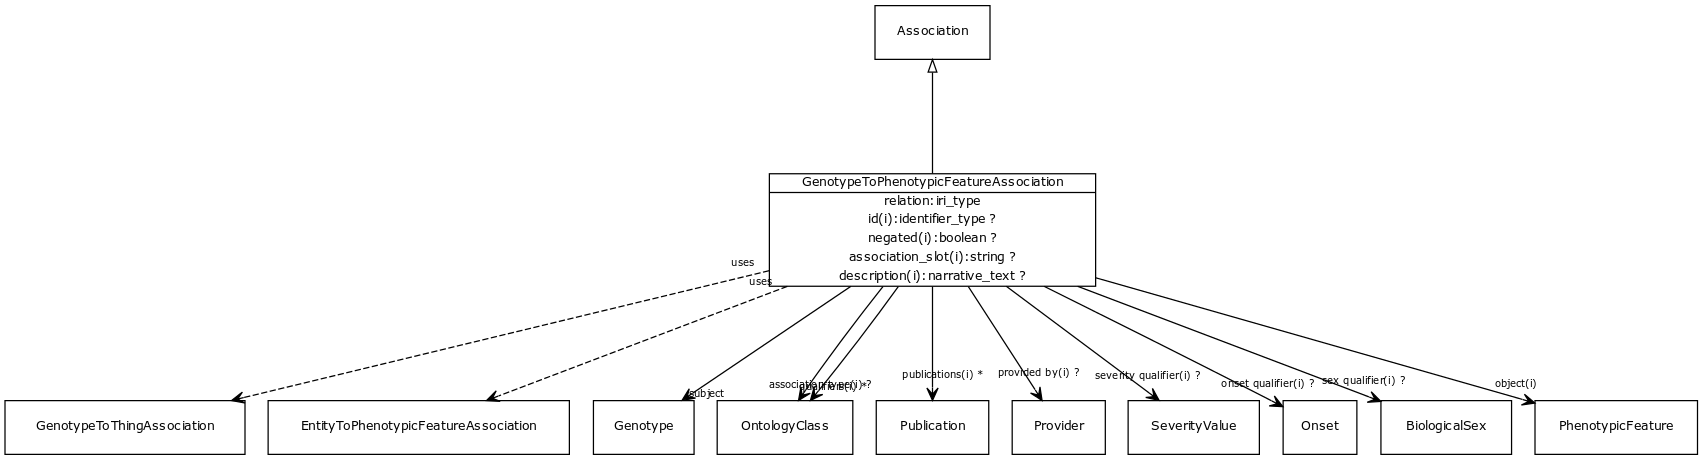 Association
GenotypeToPhenotypicFeatureAssociation
relation:iri_type
id(i):identifier_type ?
negated(i):boolean ?
association_slot(i):string ?
description(i):narrative_text ?
uses
uses
subject
association type(i) ?
qualifiers(i) *
publications(i) *
provided by(i) ?
severity qualifier(i) ?
onset qualifier(i) ?
sex qualifier(i) ?
object(i)
GenotypeToThingAssociation
EntityToPhenotypicFeatureAssociation
Genotype
OntologyClass
Publication
Provider
SeverityValue
Onset
BiologicalSex
PhenotypicFeature